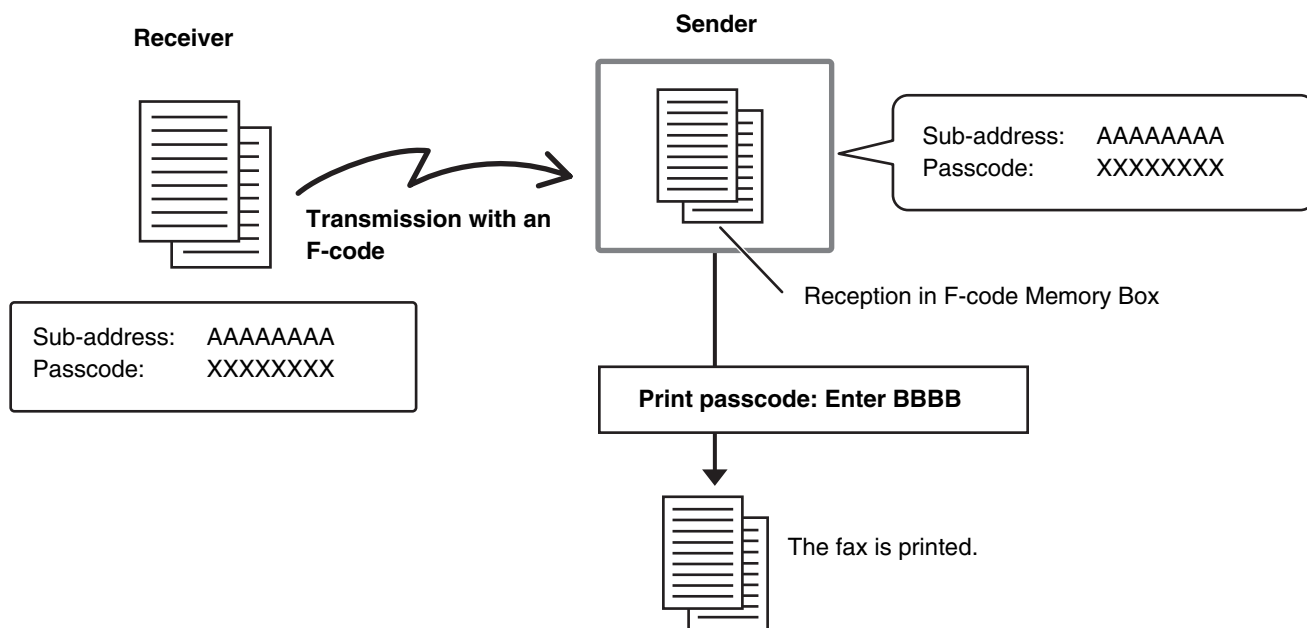 Receiver
Sender
Sub-address: AAAAAAAA
Passcode: XXXXXXXX
Transmission with an
F-code
Reception in F-code Memory Box
Sub-address: AAAAAAAA
Passcode: XXXXXXXX
Print passcode: Enter BBBB
The fax is printed.